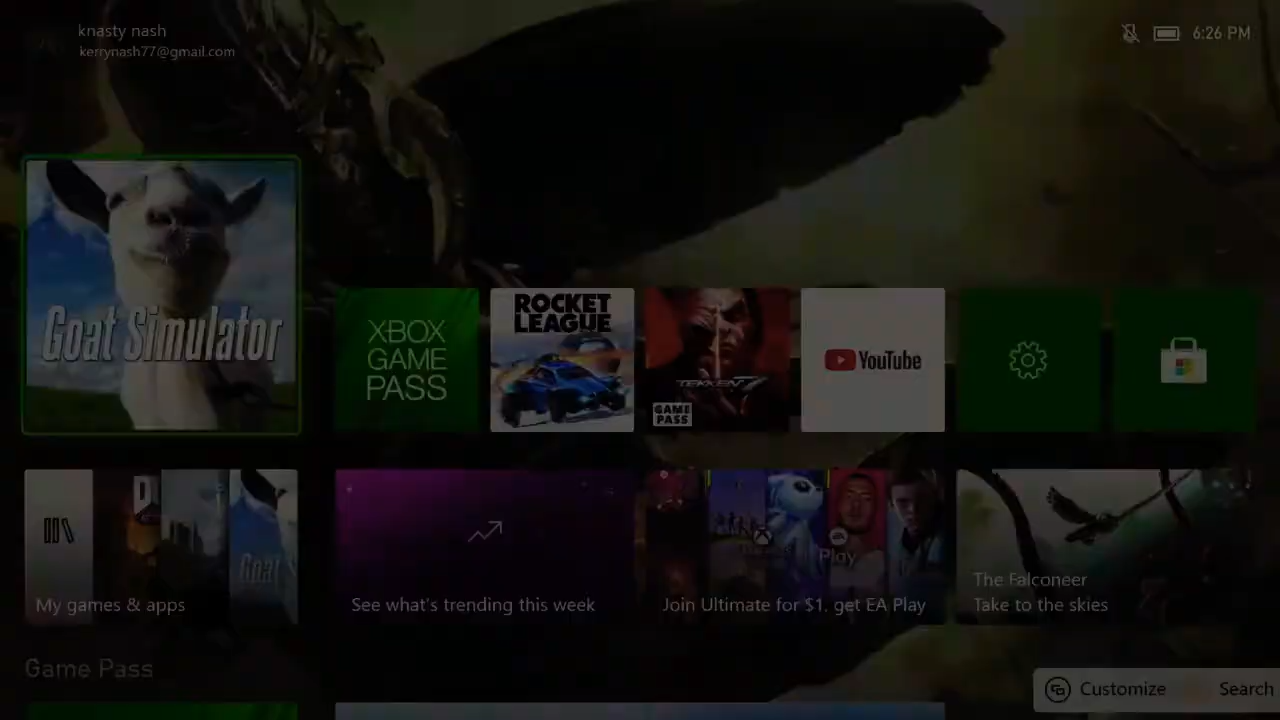 knasty nash
kerrynash77@gmail.com
6:26 PM
Goat Simulator
XBOX
GAME
PASS
ROCKET
LEAGUE
TEKKEN 7
GAME
PASS
YouTube
My games & apps
Goat S
See what's trending this week
Play
Join Ultimate for $1, get EA Play
The Falconeer
Take to the skies
Game Pass
Customize
Search